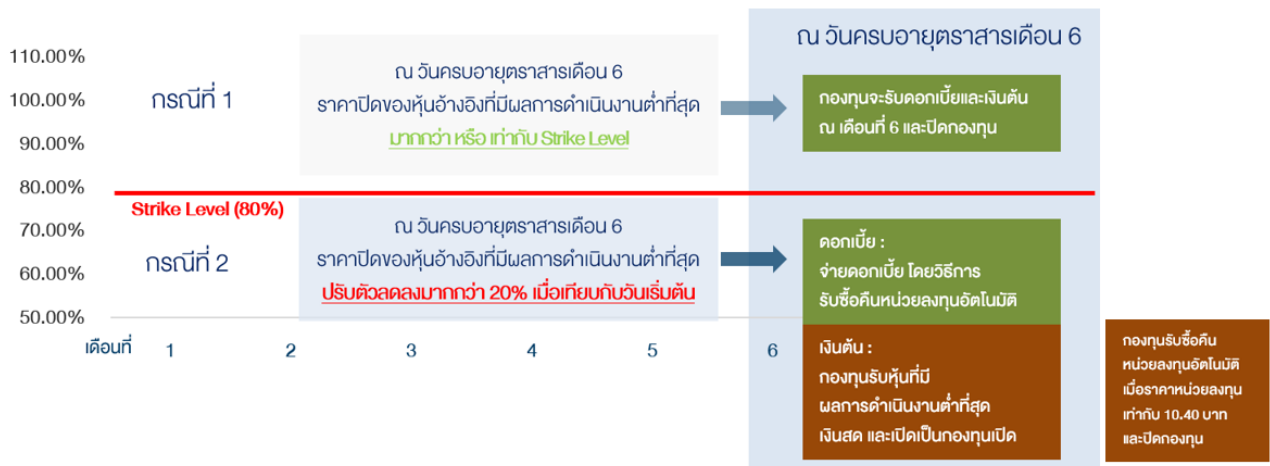 ณ วันครบอายุตราสารเดือน 6
110.00%
100.00%
90.00%
80.00%
70.00%
60.00%
50.00%
กรณีที่ 1
ณ วันครบอายุตราสารเดือน 6
ราคาปิดของหุ้นอ้างอิงที่มีผลการดำเนินงานต่ำที่สุด
มากกว่า หรือ เท่ากับ Strike Level
กองทุนจะรับดอกเบี้ยและเงินต้น
ณ เดือนที่ 6 และปิดกองทุน
Strike Level (80%)
กรณีที่ 2
ณ วันครบอายุตราสารเดือน 6
ราคาปิดของหุ้นอ้างอิงที่มีผลการดำเนินงานต่ำที่สุด
ปรับตัวลดลงมากกว่า 20% เมื่อเทียบกับวันเริ่มต้น
ดอกเบี้ย :
จ่ายดอกเบี้ย โดยวิธีการ
รับซื้อคืนหน่วยลงทุนอัตโนมัติ
เงินต้น :
กองทุนรับหุ้นที่มี
ผลการดำเนินงานต่ำที่สุด
เงินสด และเปิดเป็นกองทุนเปิด
กองทุนรับซื้อคืน
หน่วยลงทุนอัตโนมัติ
เมื่อราคาหน่วยลงทุน
เท่ากับ 10.40 บาท
และปิดกองทุน
เดือนที่ 1 2 3 4 5 6